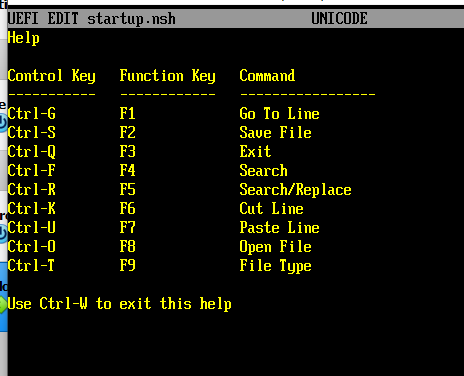 UEFI EDIT startup.nsh UNICODE
Help
Control Key Function Key Command
----------- ------------ -----------------
Ctrl-G F1 Go To Line
Ctrl-S F2 Save File
Ctrl-Q F3 Exit
Ctrl-F F4 Search
Ctrl-R F5 Search/Replace
Ctrl-K F6 Cut Line
Ctrl-U F7 Paste Line
Ctrl-O F8 Open File
Ctrl-T F9 File Type
Use Ctrl-W to exit this help